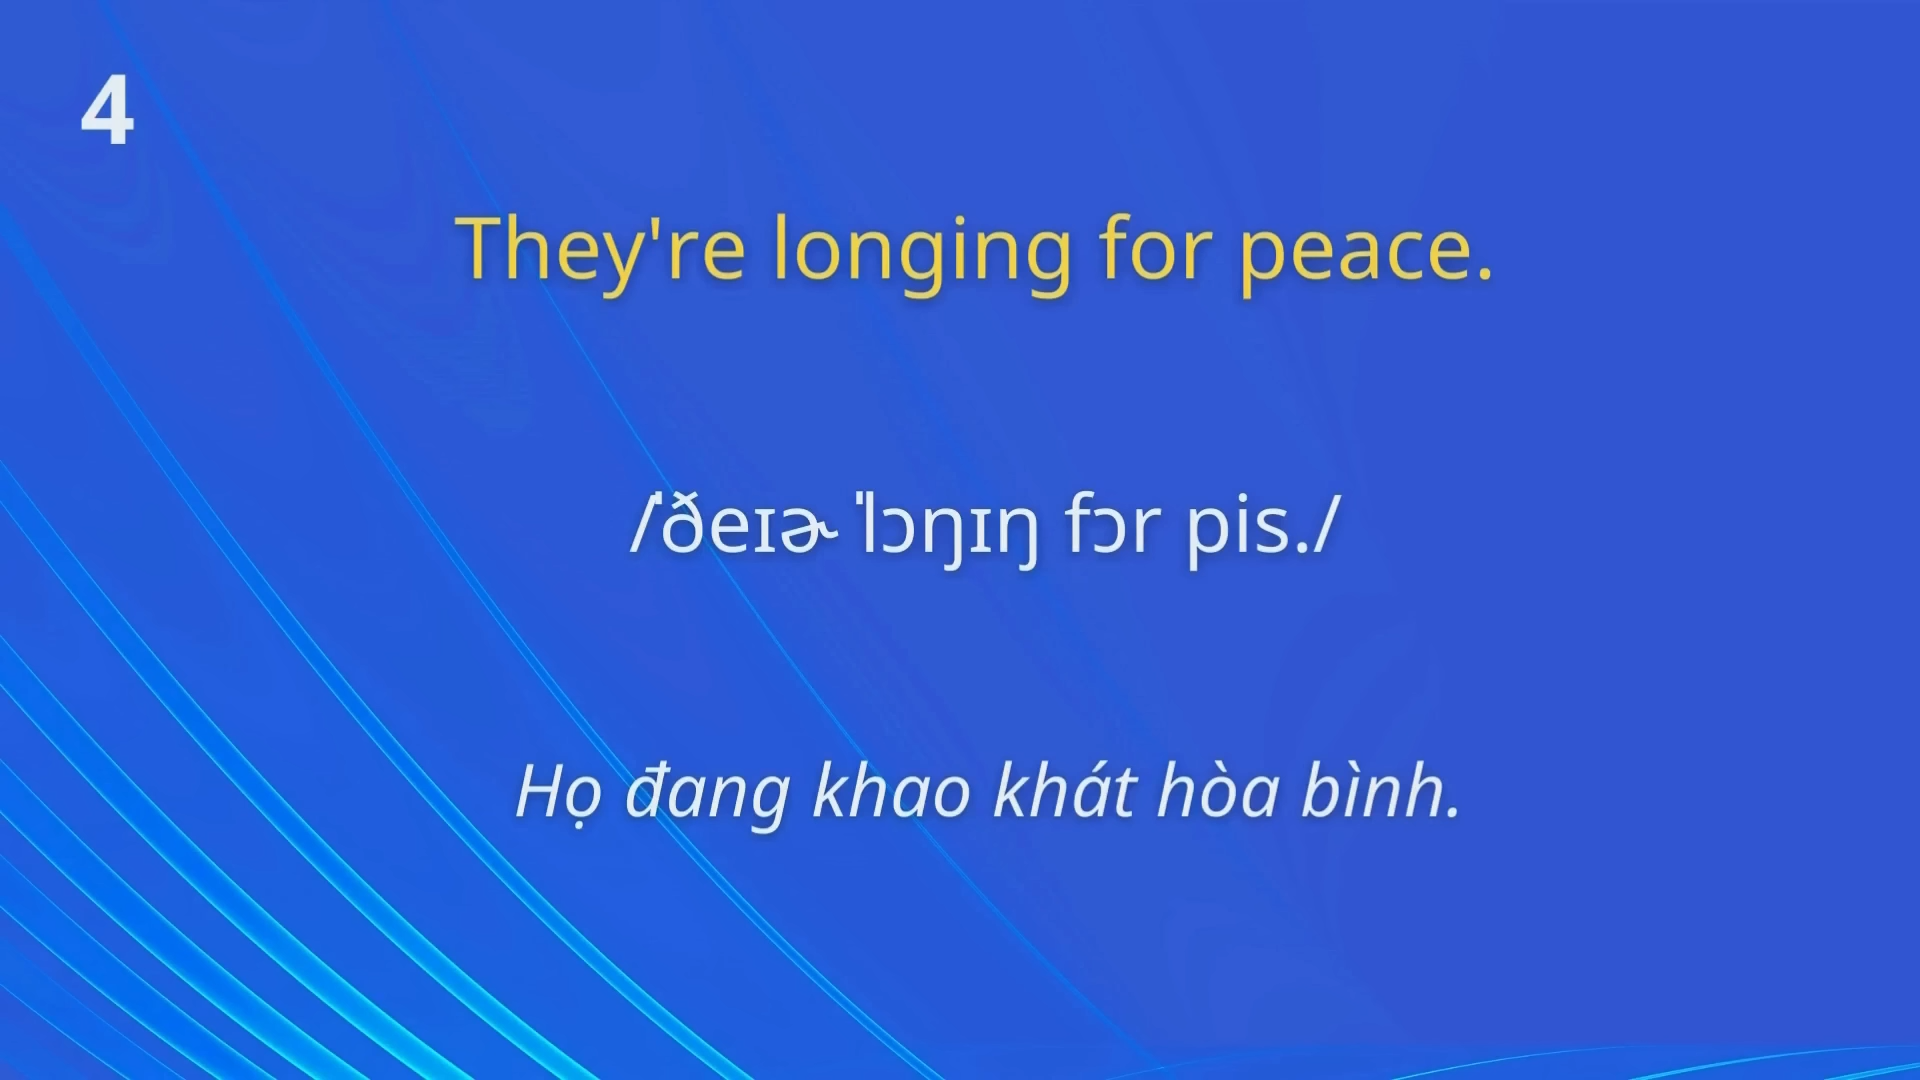 4
They're longing for peace.
/ˈðeɪɚ ˈlɔŋɪŋ fɔr pis./
Họ đang khao khát hòa bình.